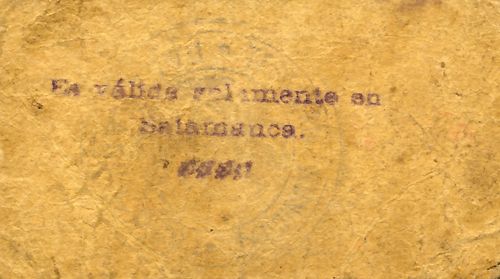 Es válida solamente en
Salamanca.